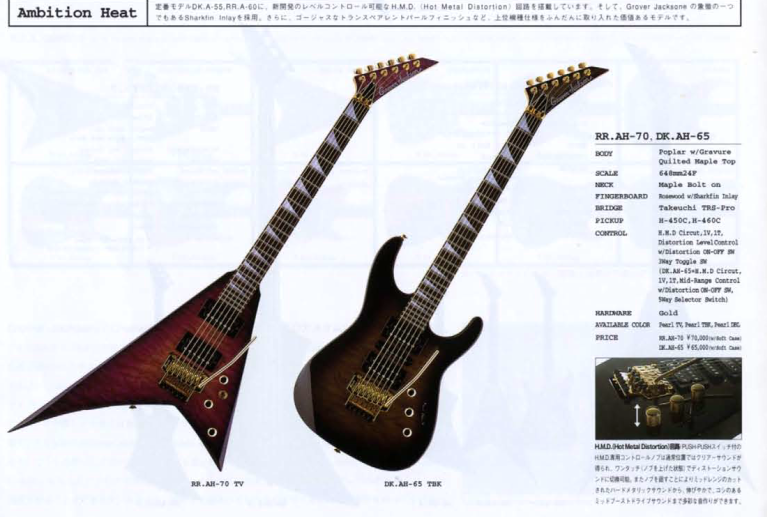 Ambition Heat
定番モデルDK.A-55,RR.A-60に、新開発のレベルコントロール可能なH.M.D. (Hot Metal Distortion) 回路を搭載しています。そして、Grover Jacksone の象徴の一つ
でもあるSharkfin Inlayを採用。さらに、ゴージャスなトランスペアレントパールフィニッシュなど、上位機種仕様をふんだんに取り入れた価値あるモデルです。
Grover Jackson
Grover Jackson
RR.AH-70, DK.AH-65
BODY Poplar w/Gravure
Quilted Maple Top
SCALE 648mm24F
NECK Maple Bolt on
FINGERBOARD Rosewood w/Sharkfin Inlay
BRIDGE Takeuchi TRS-Pro
PICKUP H-450C,H-460C
CONTROL H.M.D Circut,1V,1T,
Distortion LevelControl
w/Distortion ON-OFF SW
3Way Toggle SW
(DK.AH-65=H.M.D Circut,
1V,1T,Mid-Range Control
w/Distortion ON-OFF SW,
5Way Selector Switch)
HARDWARE Gold
AVAILABLE COLOR Pearl TV, Pearl TBK, Pearl DBL
PRICE RR.AH-70 ¥70,000(w/Soft Case)
DK.AH-65 ¥65,000(w/Soft Case)
H.M.D.(Hot Metal Distortion)回路:PUSH-PUSHスイッチ付の
H.M.D.専用コントロールノブは通常位置ではクリアーサウンドが
得られ、ワンタッチ(ノブを上げた状態)でディストーションサウ
ンドに切換可能。またノブを廻すことによりミッドレンジのカット
されたハードメタリックサウンドから、伸びやかで、コシのある
ミッドブーストドライブサウンドまで多彩な音作りができます。
RR.AH-70 TV
DK.AH-65 TBK